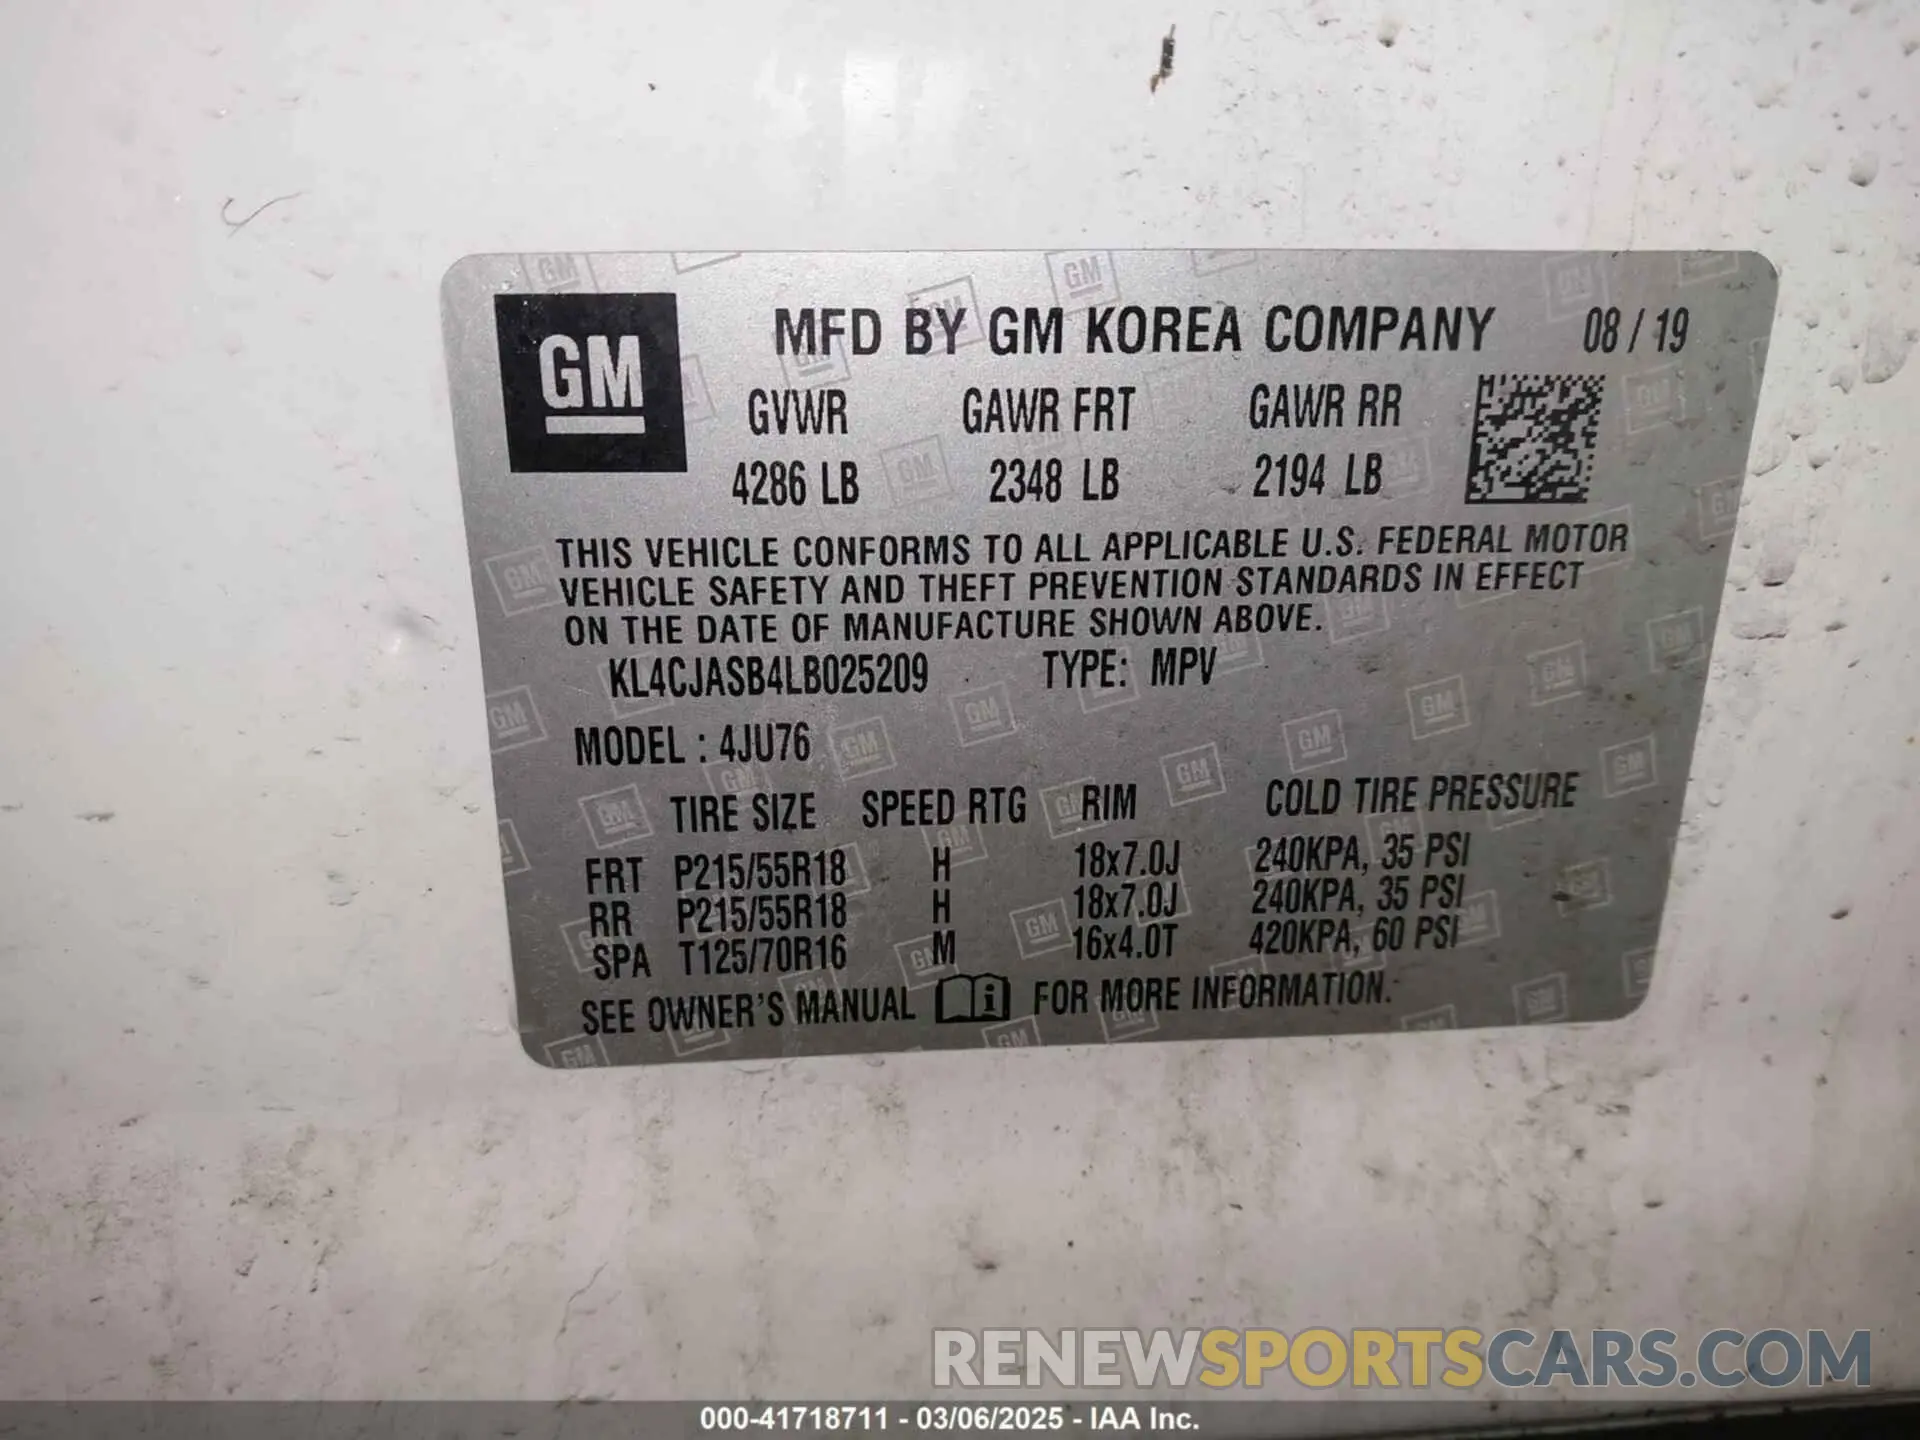 GM
MFD BY GM KOREA COMPANY 08 / 19
GVWR GAWR FRT GAWR RR
4286 LB 2348 LB 2194 LB
THIS VEHICLE CONFORMS TO ALL APPLICABLE U.S. FEDERAL MOTOR
VEHICLE SAFETY AND THEFT PREVENTION STANDARDS IN EFFECT
ON THE DATE OF MANUFACTURE SHOWN ABOVE.
KL4CJASB4LB025209 TYPE: MPV
MODEL : 4JU76
TIRE SIZE SPEED RTG RIM COLD TIRE PRESSURE
FRT P215/55R18 H 18x7.0J 240KPA, 35 PSI
RR P215/55R18 H 18x7.0J 240KPA, 35 PSI
SPA T125/70R16 M 16x4.0T 420KPA, 60 PSI
SEE OWNER'S MANUAL i FOR MORE INFORMATION.
RENEWSPORTSCARS.COM
000-41718711 - 03/06/2025 - IAA Inc.